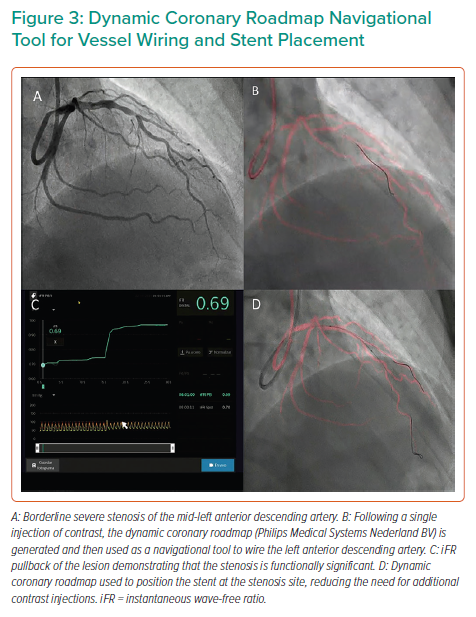 Figure 3: Dynamic Coronary Roadmap Navigational
Tool for Vessel Wiring and Stent Placement
A
B
C
0.69
iFR
0.69
D
A: Borderline severe stenosis of the mid-left anterior descending artery. B: Following a single
injection of contrast, the dynamic coronary roadmap (Philips Medical Systems Nederland BV) is
generated and then used as a navigational tool to wire the left anterior descending artery. C: iFR
pullback of the lesion demonstrating that the stenosis is functionally significant. D: Dynamic
coronary roadmap used to position the stent at the stenosis site, reducing the need for additional
contrast injections. iFR = instantaneous wave-free ratio.